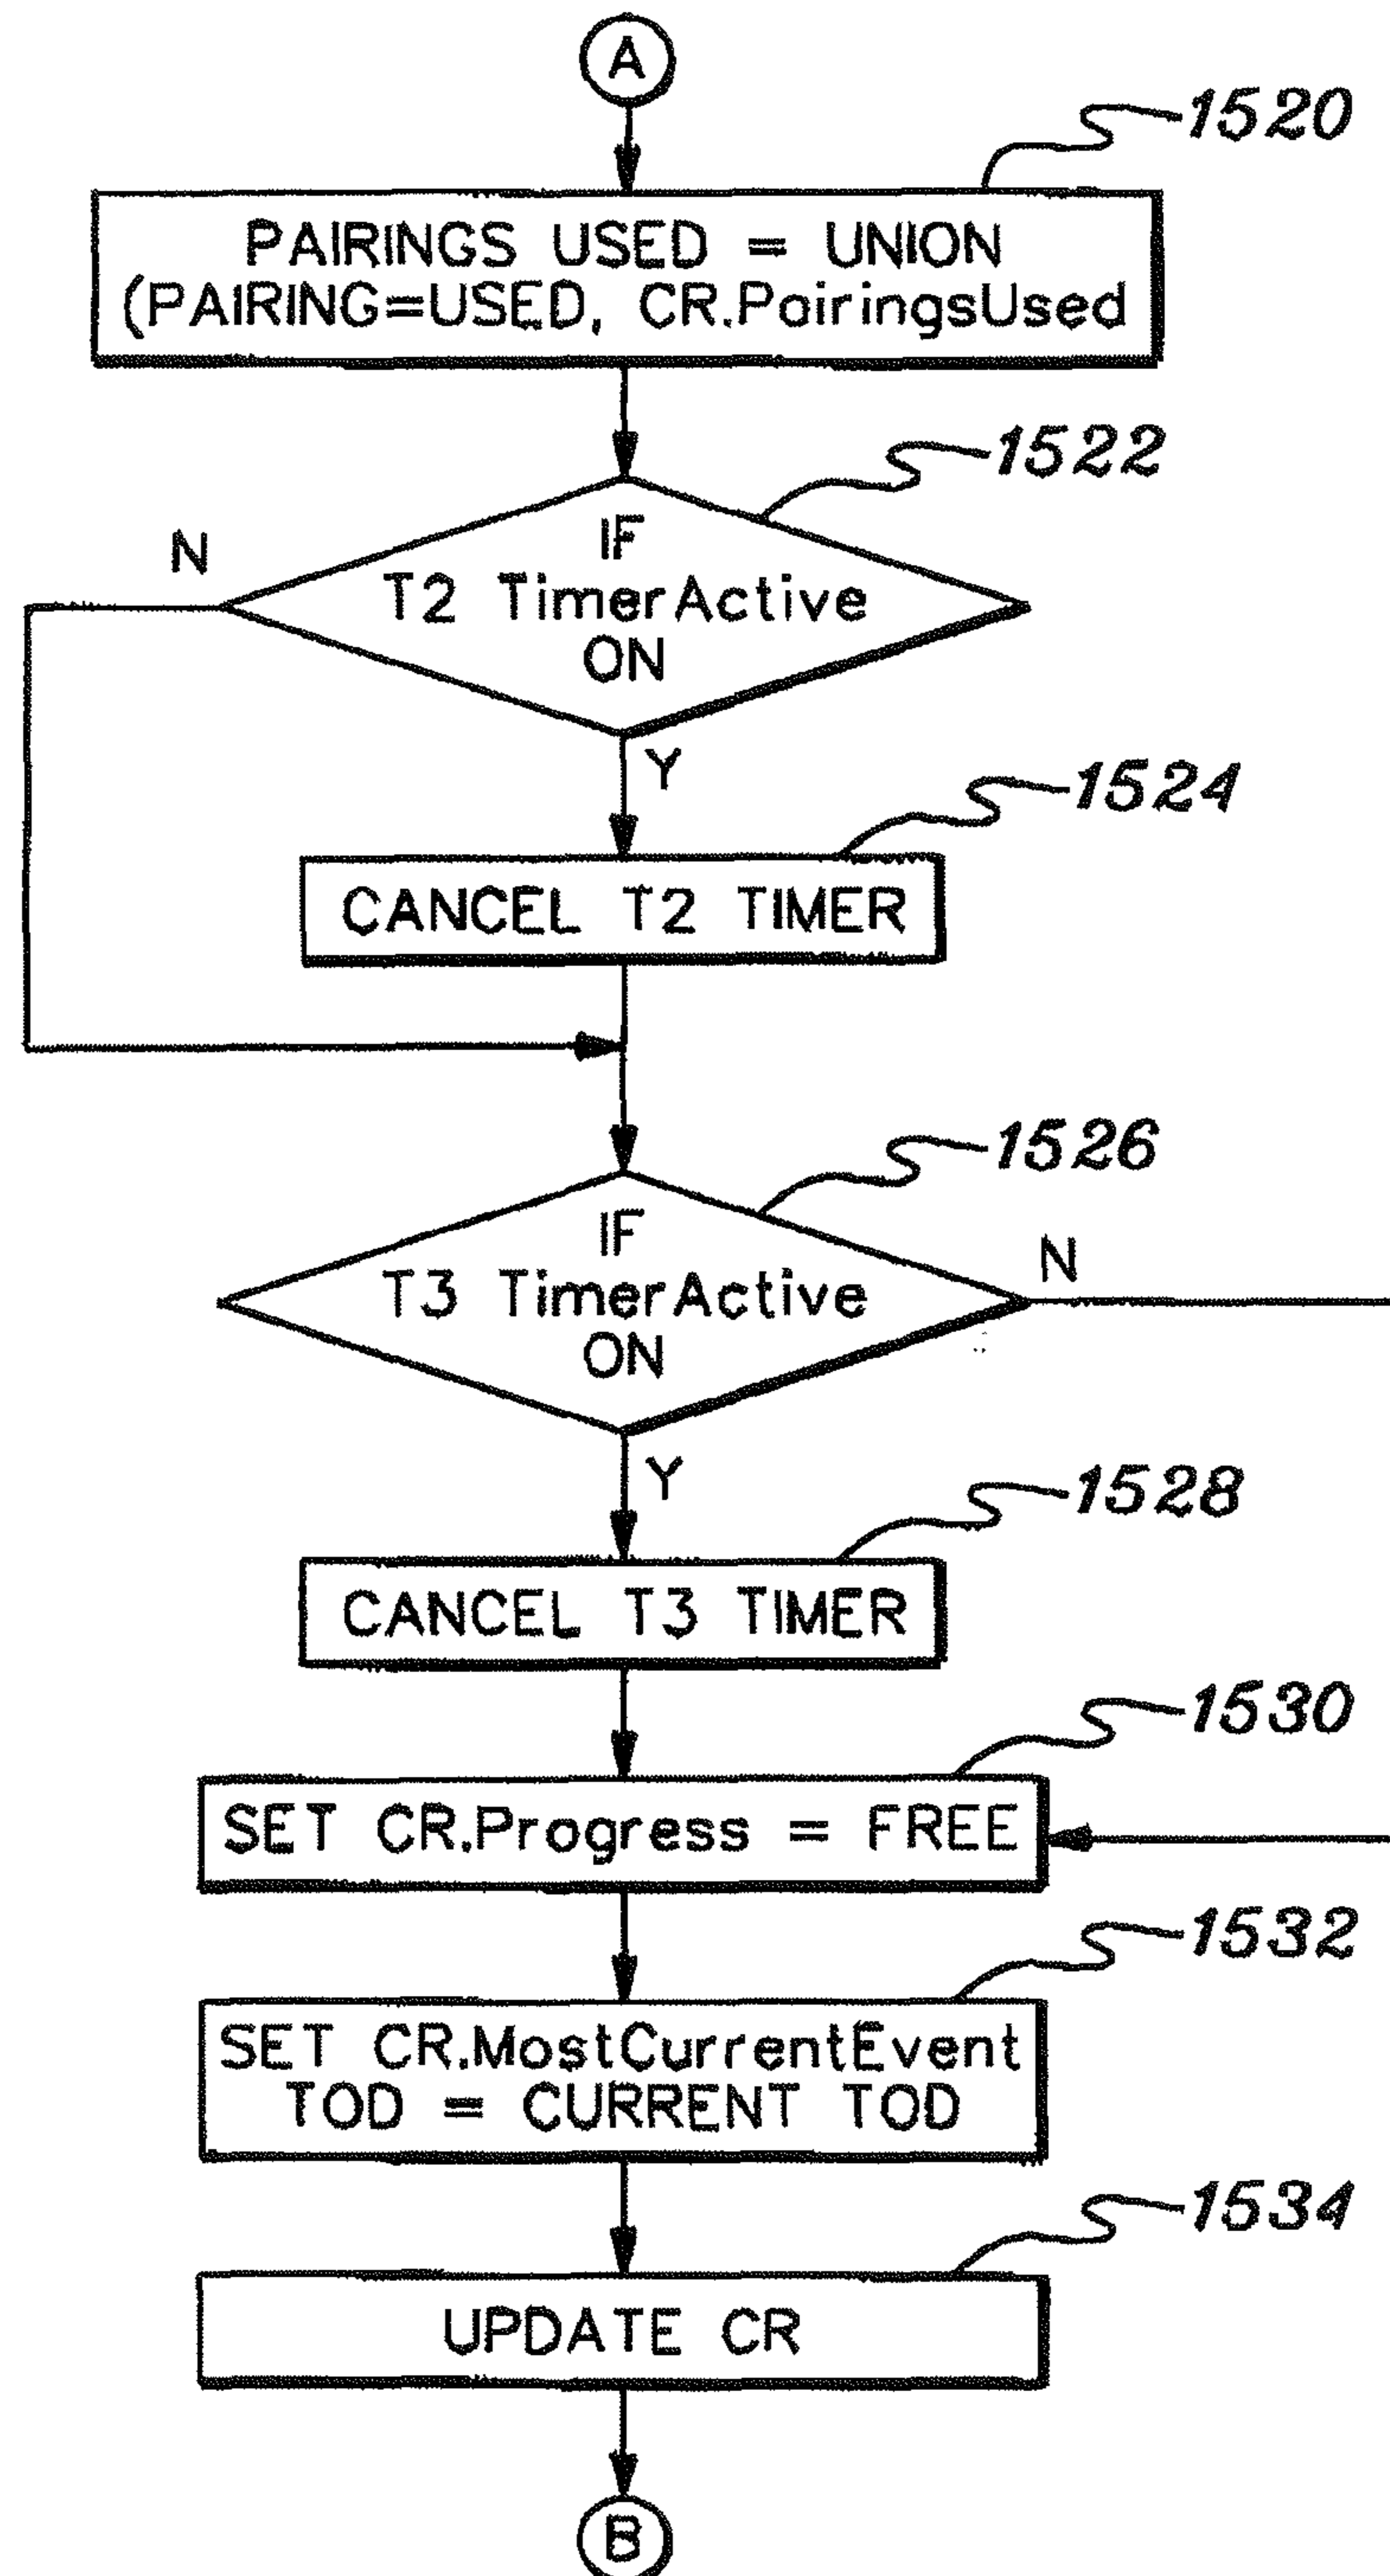 A
1520
PAIRINGS USED = UNION
(PAIRING=USED, CR.PairingsUsed
1522
IF
T2 TimerActive
ON
N
Y
1524
CANCEL T2 TIMER
1526
IF
T3 TimerActive
ON
N
Y
1528
CANCEL T3 TIMER
1530
SET CR.Progress = FREE
1532
SET CR.MostCurrentEvent
TOD = CURRENT TOD
1534
UPDATE CR
B